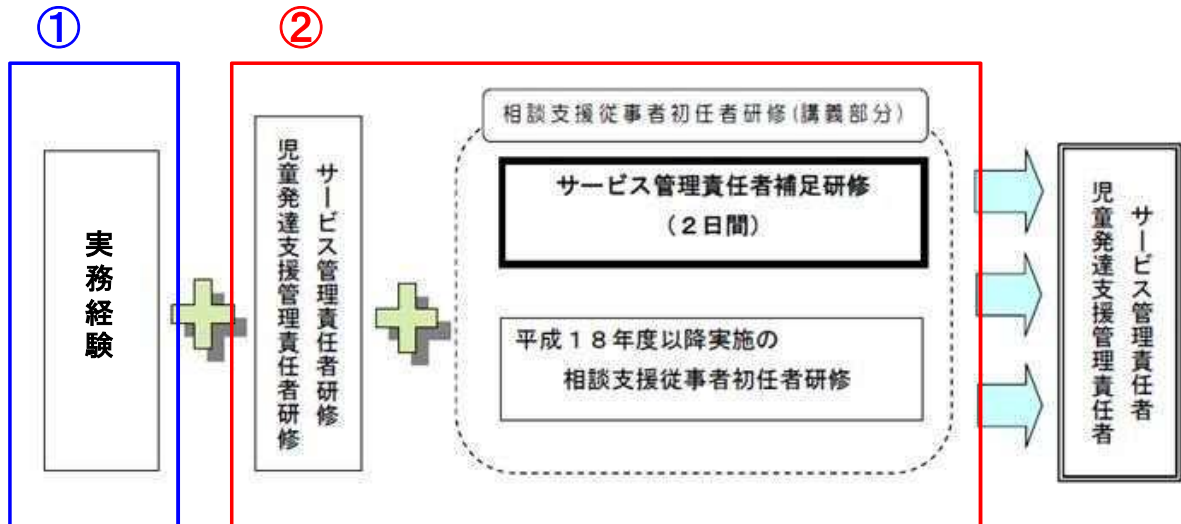 ①
②
実務経験
サービス管理責任者研修
児童発達支援管理責任者研修
相談支援従事者初任者研修(講義部分)
サービス管理責任者補足研修
(2日間)
平成18年度以降実施の
相談支援従事者初任者研修
サービス管理責任者
児童発達支援管理責任者